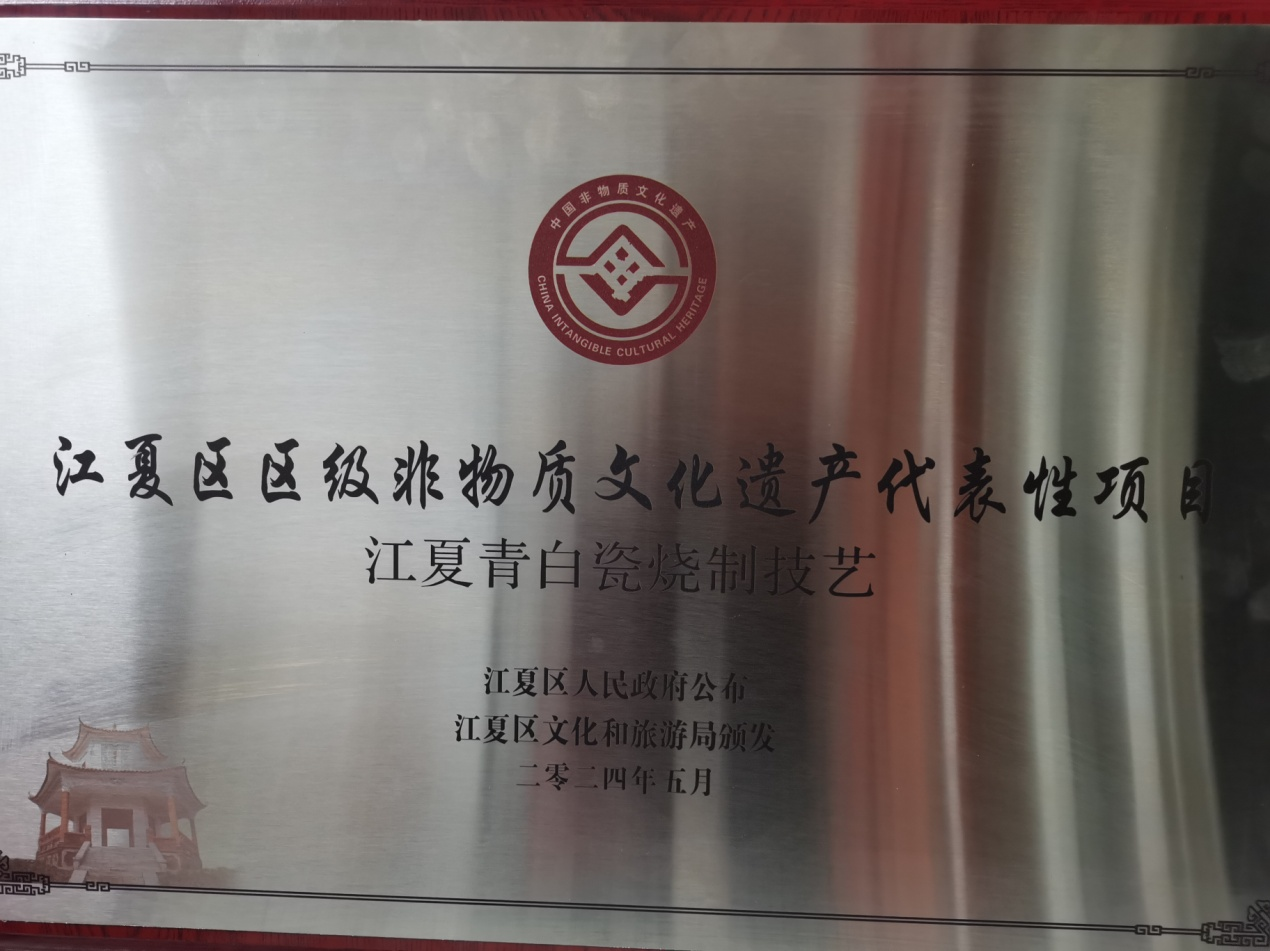 中国非物质文化遗产
CHINA INTANGIBLE CULTURAL HERITAGE
江夏区区级非物质文化遗产代表性项目
江夏青白瓷烧制技艺
江夏区人民政府公布
江夏区文化和旅游局颁发
二零二四年五月